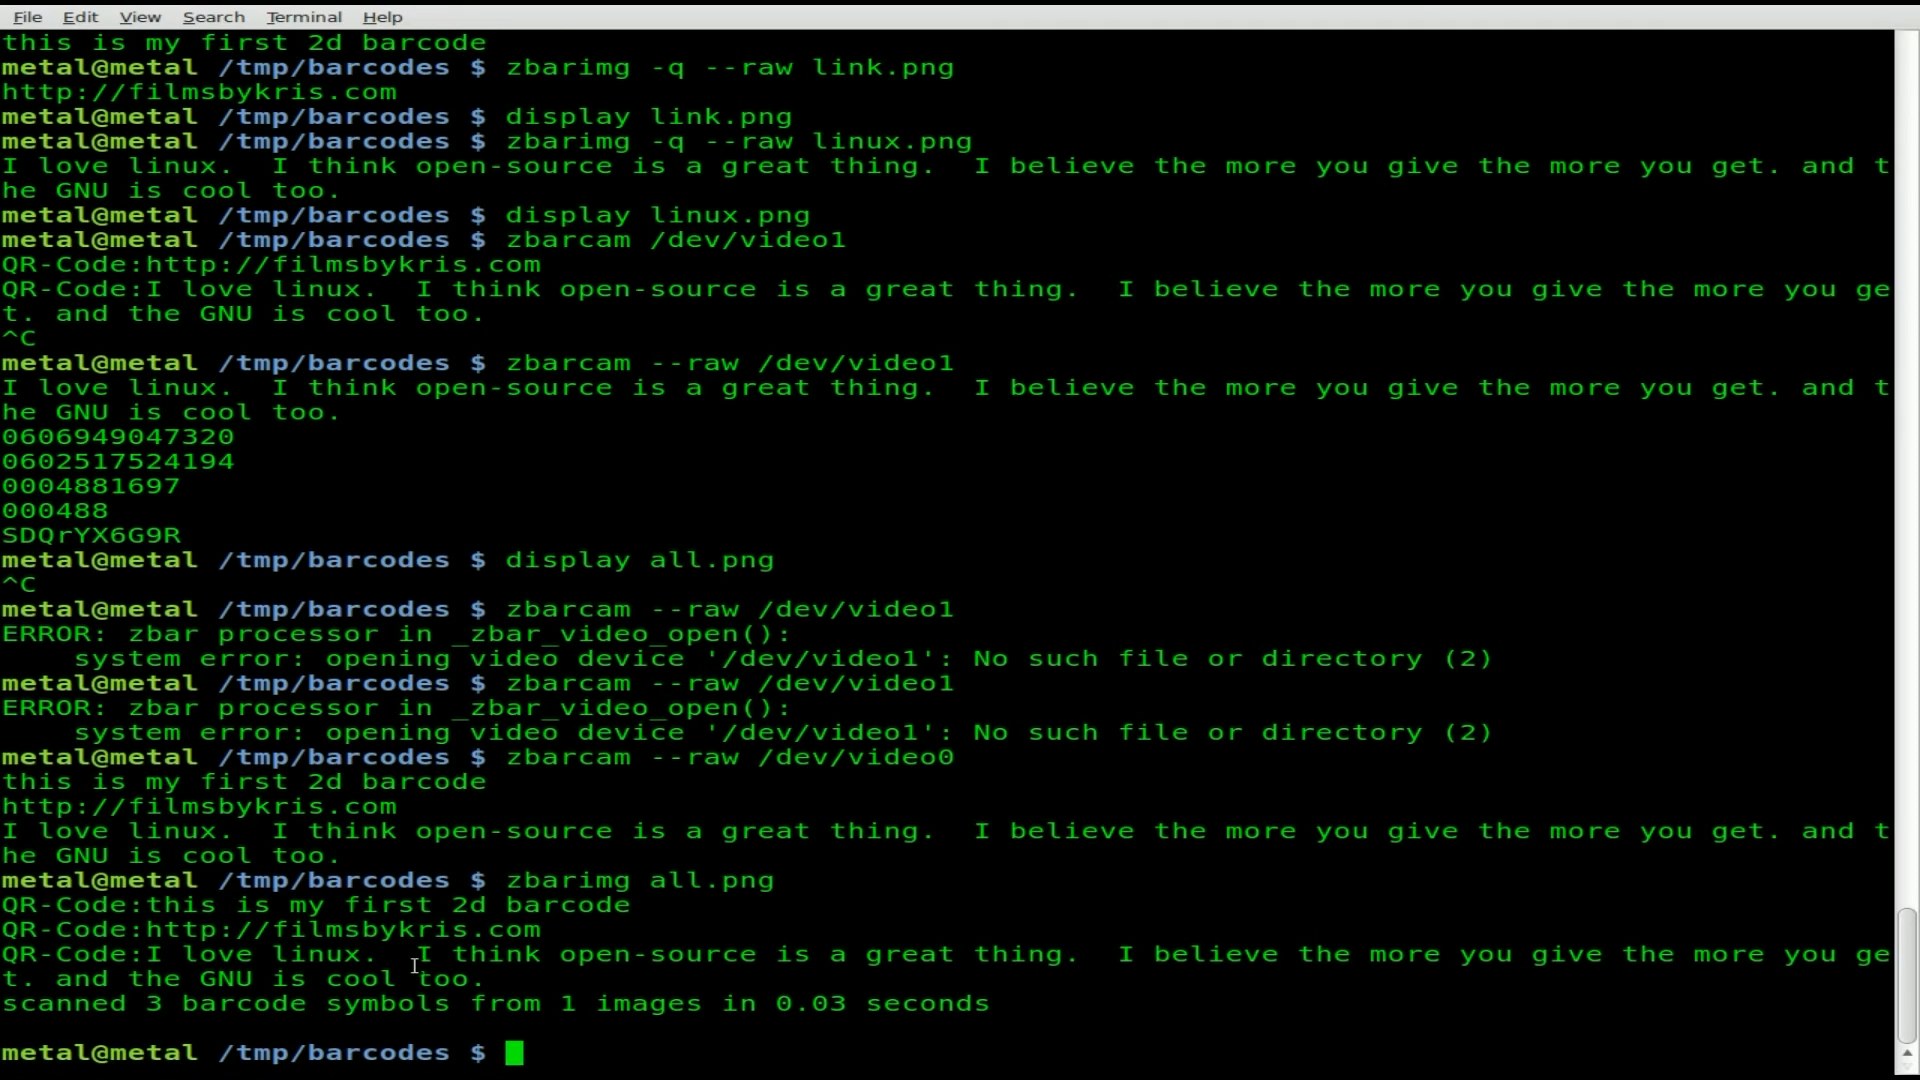 File Edit View Search Terminal Help
this is my first 2d barcode
metal@metal /tmp/barcodes $ zbarimg -q --raw link.png
http://filmsbykris.com
metal@metal /tmp/barcodes $ display link.png
metal@metal /tmp/barcodes $ zbarimg -q --raw linux.png
I love linux.  I think open-source is a great thing.  I believe the more you give the more you get. and t
he GNU is cool too.
metal@metal /tmp/barcodes $ display linux.png
metal@metal /tmp/barcodes $ zbarcam /dev/video1
QR-Code:http://filmsbykris.com
QR-Code:I love linux.  I think open-source is a great thing.  I believe the more you give the more you ge
t. and the GNU is cool too.
^C
metal@metal /tmp/barcodes $ zbarcam --raw /dev/video1
I love linux.  I think open-source is a great thing.  I believe the more you give the more you get. and t
he GNU is cool too.
0606949047320
0602517524194
0004881697
000488
SDQrYX6G9R
metal@metal /tmp/barcodes $ display all.png
^C
metal@metal /tmp/barcodes $ zbarcam --raw /dev/video1
ERROR: zbar processor in _zbar_video_open():
    system error: opening video device '/dev/video1': No such file or directory (2)
metal@metal /tmp/barcodes $ zbarcam --raw /dev/video1
ERROR: zbar processor in _zbar_video_open():
    system error: opening video device '/dev/video1': No such file or directory (2)
metal@metal /tmp/barcodes $ zbarcam --raw /dev/video0
this is my first 2d barcode
http://filmsbykris.com
I love linux.  I think open-source is a great thing.  I believe the more you give the more you get. and t
he GNU is cool too.
metal@metal /tmp/barcodes $ zbarimg all.png
QR-Code:this is my first 2d barcode
QR-Code:http://filmsbykris.com
QR-Code:I love linux.  I think open-source is a great thing.  I believe the more you give the more you ge
t. and the GNU is cool too.
scanned 3 barcode symbols from 1 images in 0.03 seconds
metal@metal /tmp/barcodes $